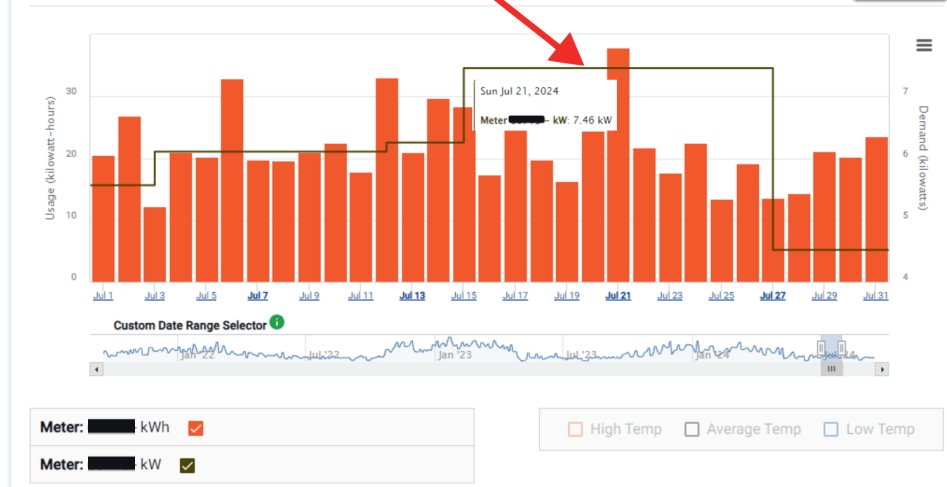 Usage (kilowatt-hours)
30
20
10
0
Demand (kilowatts)
7
6
5
4
Sun Jul 21, 2024
Meter - kW: 7.46 kW
Jul 1 Jul 3 Jul 5 Jul 7 Jul 9 Jul 11 Jul 13 Jul 15 Jul 17 Jul 19 Jul 21 Jul 23 Jul 25 Jul 27 Jul 29 Jul 31
Custom Date Range Selector
Jan '22 Jul '22 Jan '23 Jul '23 Jan '24 Jul '24
Meter: kWh
Meter: kW
High Temp Average Temp Low Temp